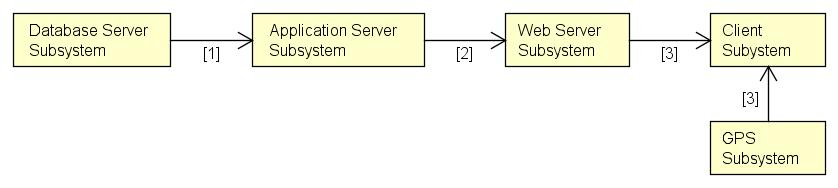 Database Server
Subsystem
[1]
Application Server
Subsystem
[2]
Web Server
Subsystem
[3]
Client
Subsystem
[3]
GPS
Subsystem